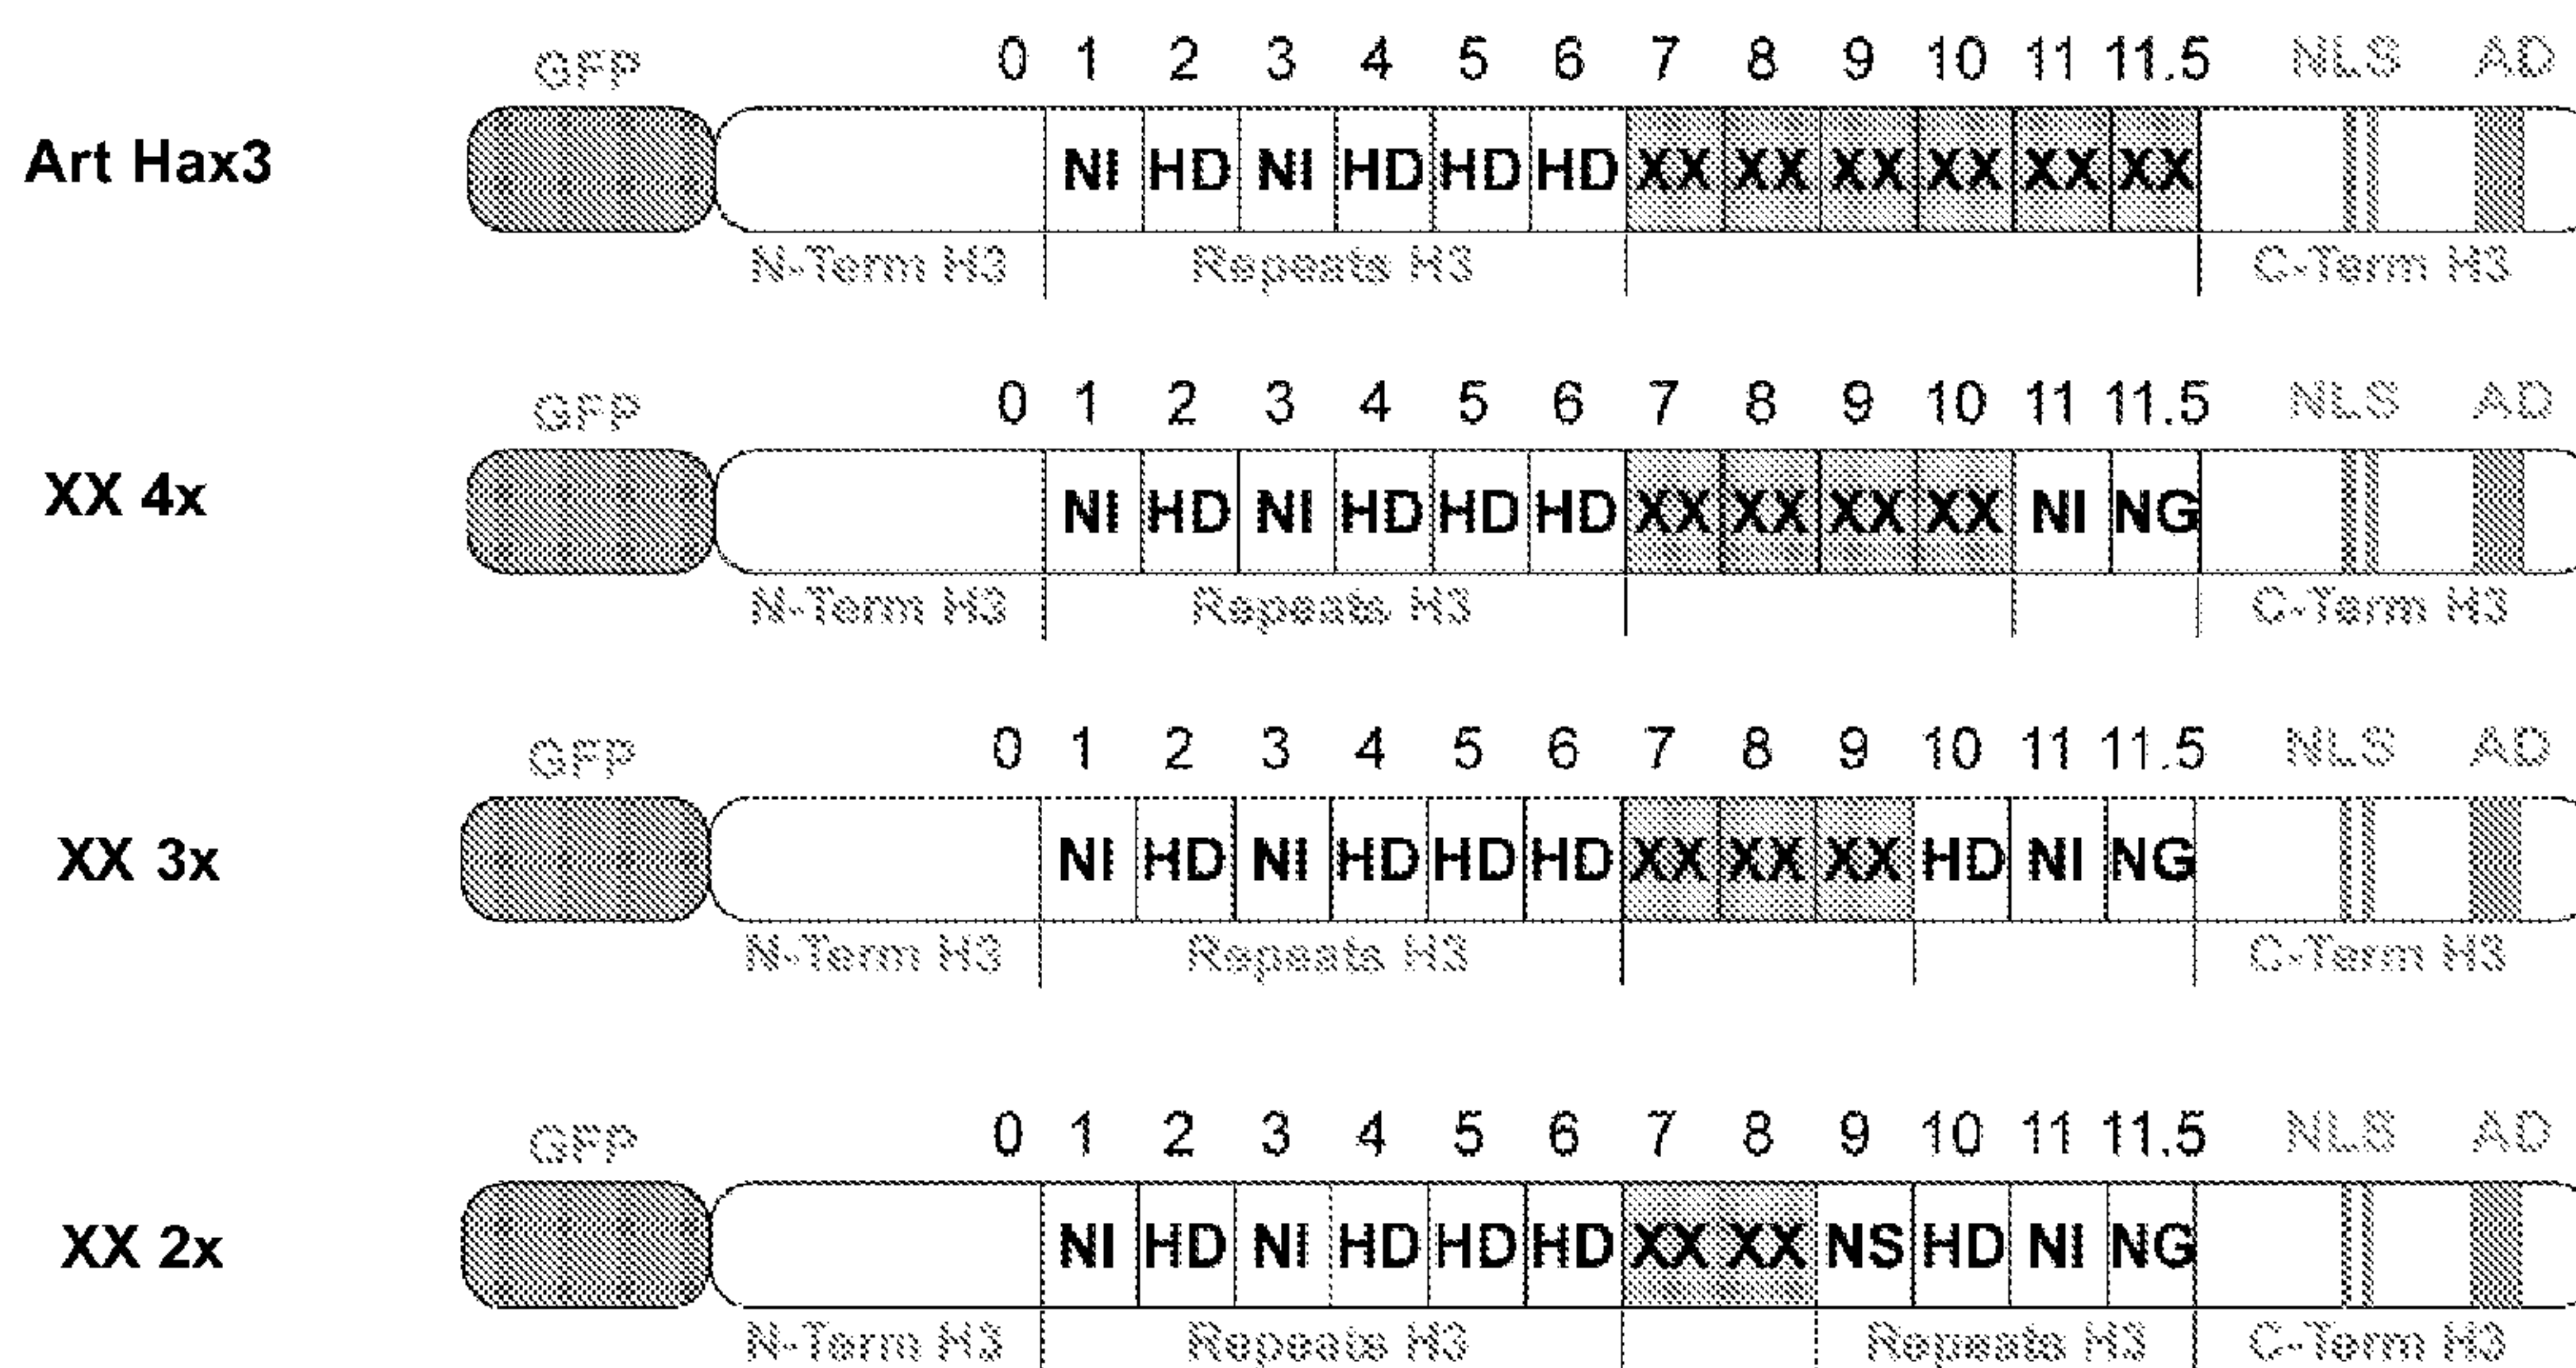 GFP 0 1 2 3 4 5 6 7 8 9 10 11 11.5 NLS AD
Art Hax3 NI HD NI HD HD HD XX XX XX XX XX XX
N-Term H3 Repeats H3 C-Term H3
GFP 0 1 2 3 4 5 6 7 8 9 10 11 11.5 NLS AD
XX 4x NI HD NI HD HD HD XX XX XX XX NI NG
N-Term H3 Repeats H3 C-Term H3
GFP 0 1 2 3 4 5 6 7 8 9 10 11 11.5 NLS AD
XX 3x NI HD NI HD HD HD XX XX XX HD NI NG
N-Term H3 Repeats H3 C-Term H3
GFP 0 1 2 3 4 5 6 7 8 9 10 11 11.5 NLS AD
XX 2x NI HD NI HD HD HD XX XX NS HD NI NG
N-Term H3 Repeats H3 Repeats H3 C-Term H3